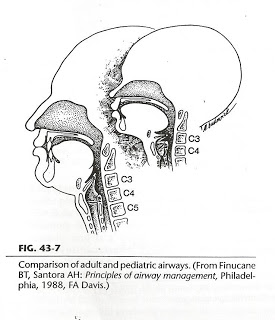 C3
C4
C3
C4
C5
FIG. 43-7
Comparison of adult and pediatric airways. (From Finucane
BT, Santora AH: Principles of airway management, Philadel-
phia, 1988, FA Davis.)